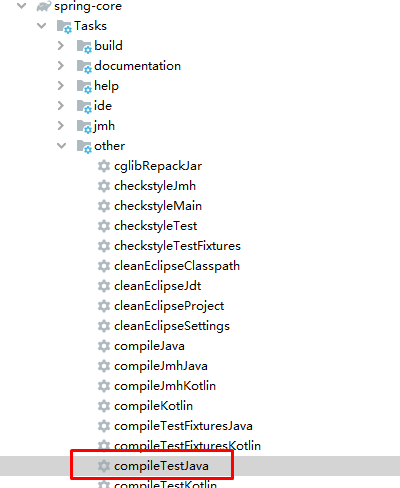 spring-core
Tasks
build
documentation
help
ide
jmh
other
cglibRepackJar
checkstyleJmh
checkstyleMain
checkstyleTest
checkstyleTestFixtures
cleanEclipseClasspath
cleanEclipseJdt
cleanEclipseProject
cleanEclipseSettings
compileJava
compileJmhJava
compileJmhKotlin
compileKotlin
compileTestFixturesJava
compileTestFixturesKotlin
compileTestJava
compileTestKotlin